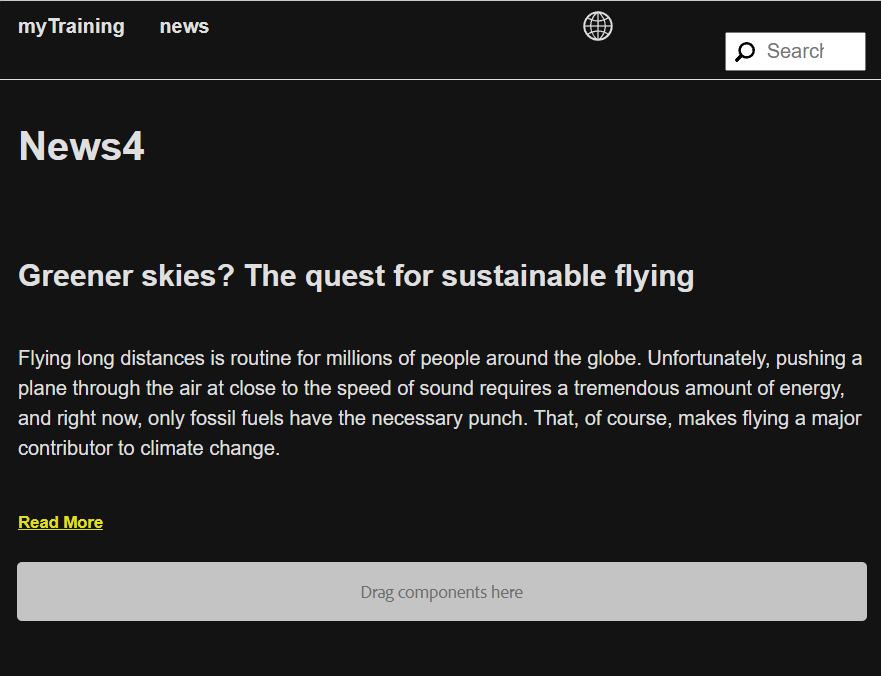 myTraining news
Search
News4
Greener skies? The quest for sustainable flying
Flying long distances is routine for millions of people around the globe. Unfortunately, pushing a
plane through the air at close to the speed of sound requires a tremendous amount of energy,
and right now, only fossil fuels have the necessary punch. That, of course, makes flying a major
contributor to climate change.
Read More
Drag components here